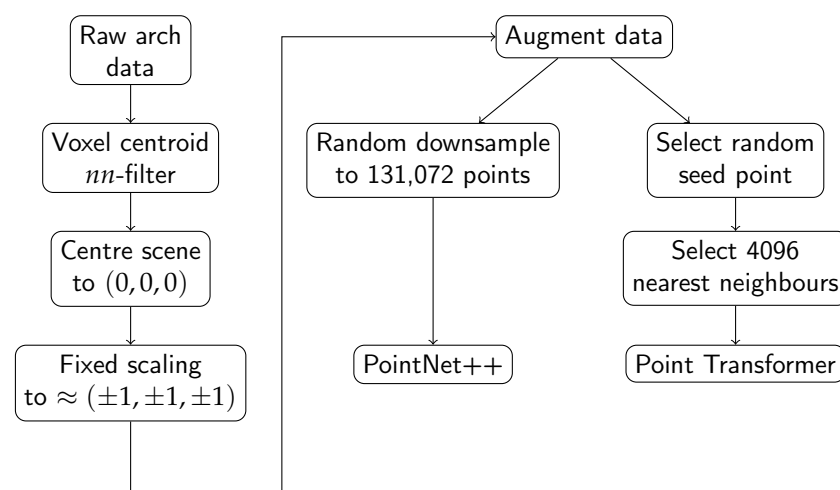 Raw arch
data
Voxel centroid
nn-filter
Centre scene
to (0,0,0)
Fixed scaling
to ≈ (±1,±1,±1)
Augment data
Random downsample
to 131,072 points
PointNet++
Select random
seed point
Select 4096
nearest neighbours
Point Transformer